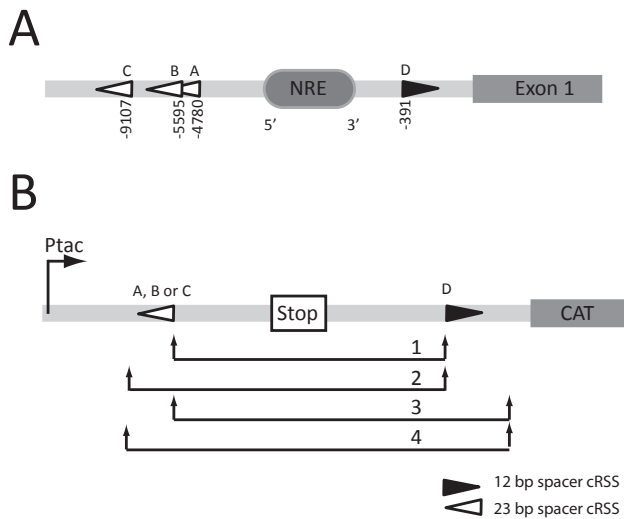 A
C B A NRE D Exon 1
-9107 -5595 -4780 -391
5’ 3’
B
Ptac
A, B or C D
Stop CAT
1
2
3
4
12 bp spacer cRSS
23 bp spacer cRSS